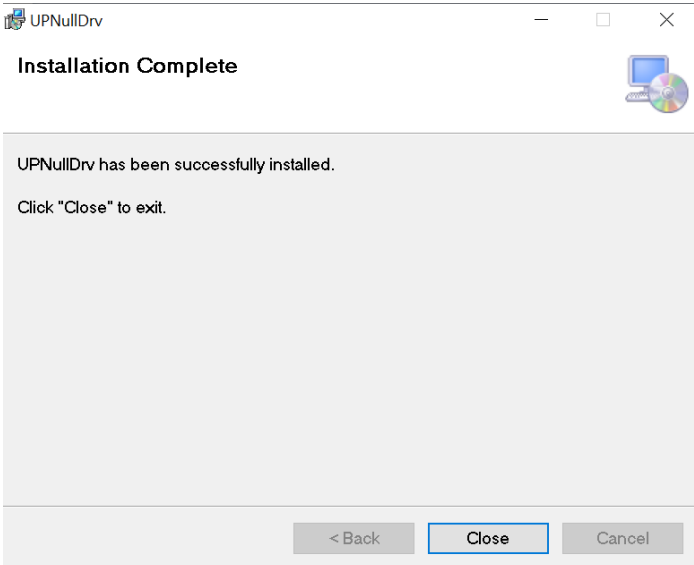 UPNullDrv
Installation Complete
UPNullDrv has been successfully installed.
Click "Close" to exit.
< Back
Close
Cancel